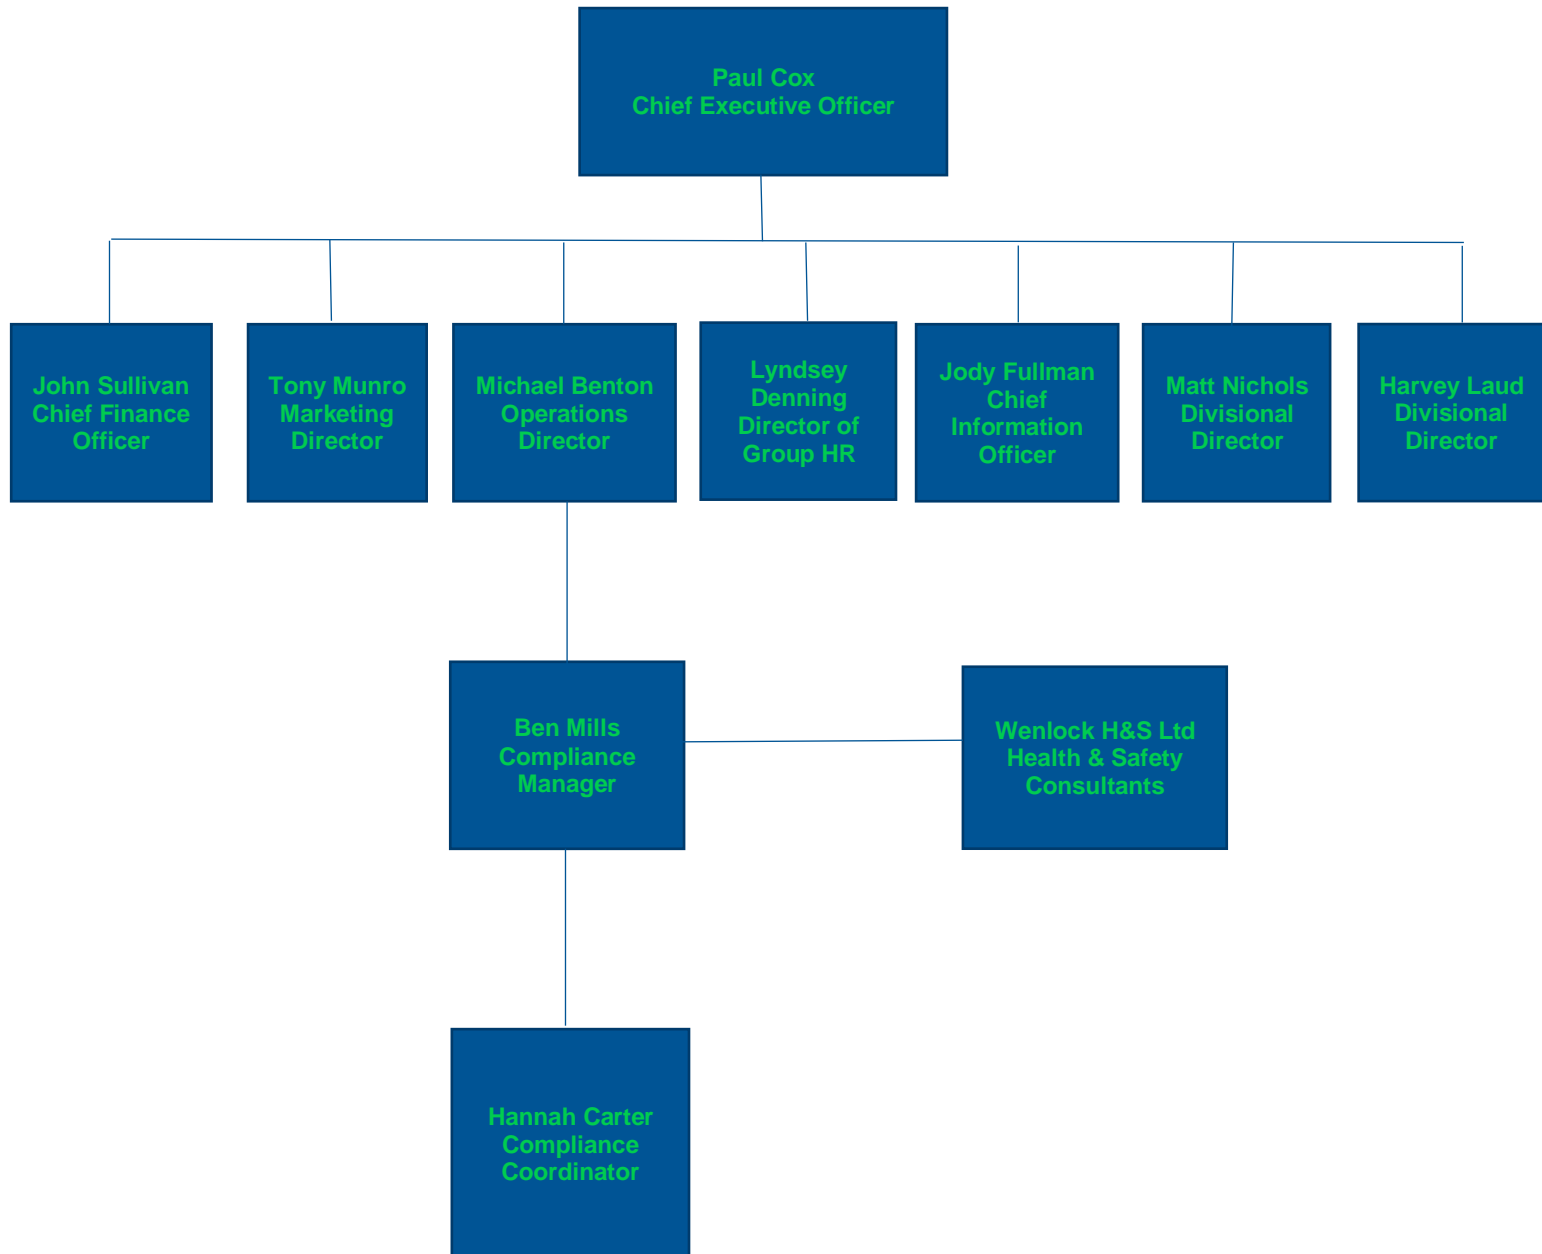 Paul Cox
Chief Executive Officer
John Sullivan
Chief Finance
Officer
Tony Munro
Marketing
Director
Michael Benton
Operations
Director
Lyndsey
Denning
Director of
Group HR
Jody Fullman
Chief
Information
Officer
Matt Nichols
Divisional
Director
Harvey Laud
Divisional
Director
Ben Mills
Compliance
Manager
Wenlock H&S Ltd
Health & Safety
Consultants
Hannah Carter
Compliance
Coordinator